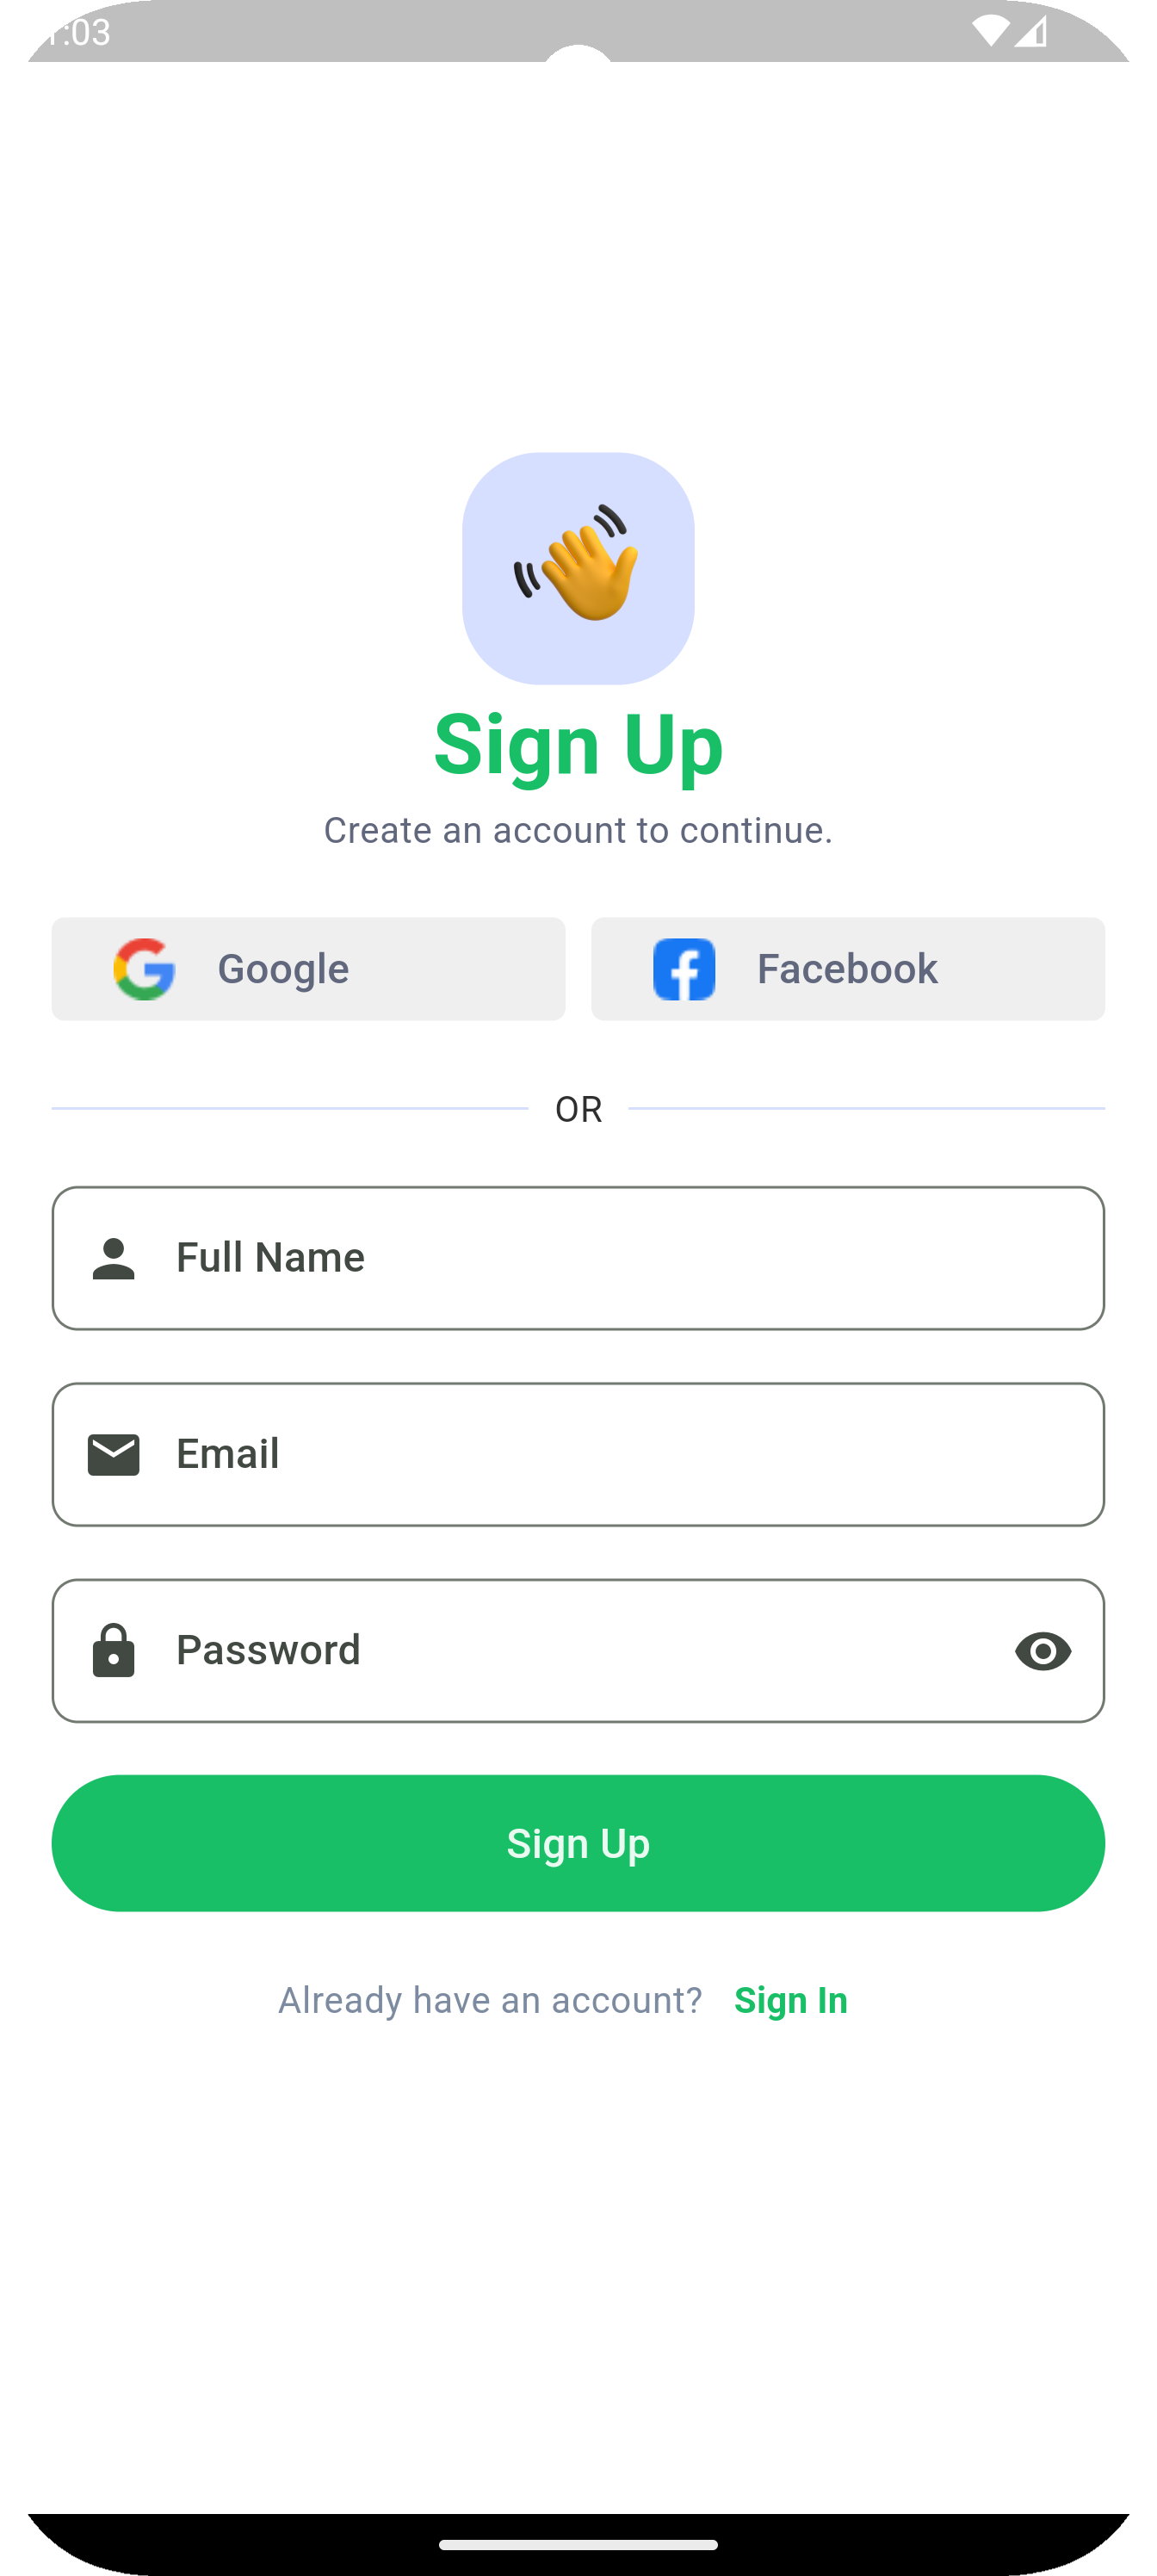 :03
Sign Up
Create an account to continue.
Google
Facebook
OR
Full Name
Email
Password
Sign Up
Already have an account? Sign In